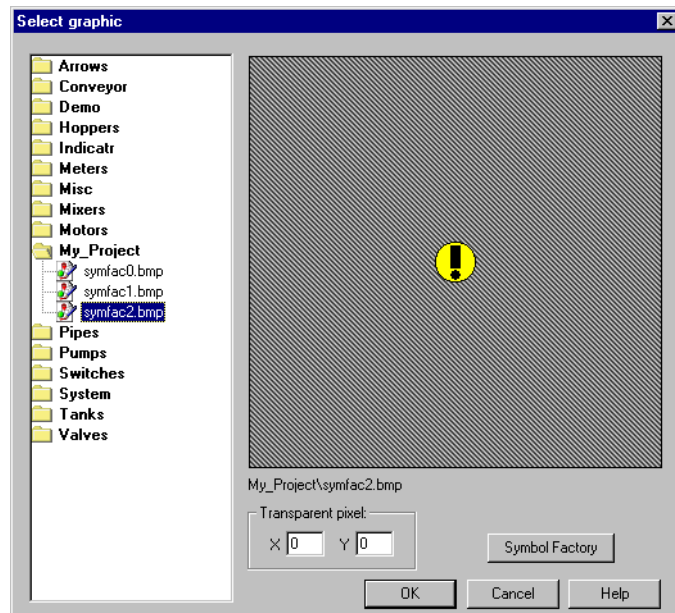 Select graphic
Arrows
Conveyor
Demo
Hoppers
Indicatr
Meters
Misc
Mixers
Motors
My_Project
symfac0.bmp
symfac1.bmp
symfac2.bmp
Pipes
Pumps
Switches
System
Tanks
Valves
My_Project\symfac2.bmp
Transparent pixel:
X 0 Y 0
Symbol Factory
OK Cancel Help